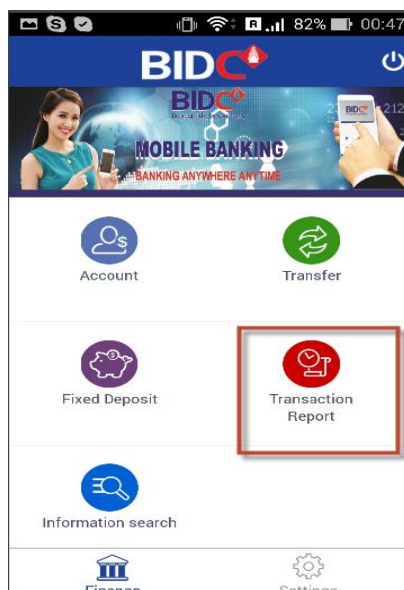 82% 00:47
BIDC
BIDC
MOBILE BANKING
BANKING ANYWHERE ANYTIME
BIDC
Account
Transfer
Fixed Deposit
Transaction
Report
Information search
Finance
Settings